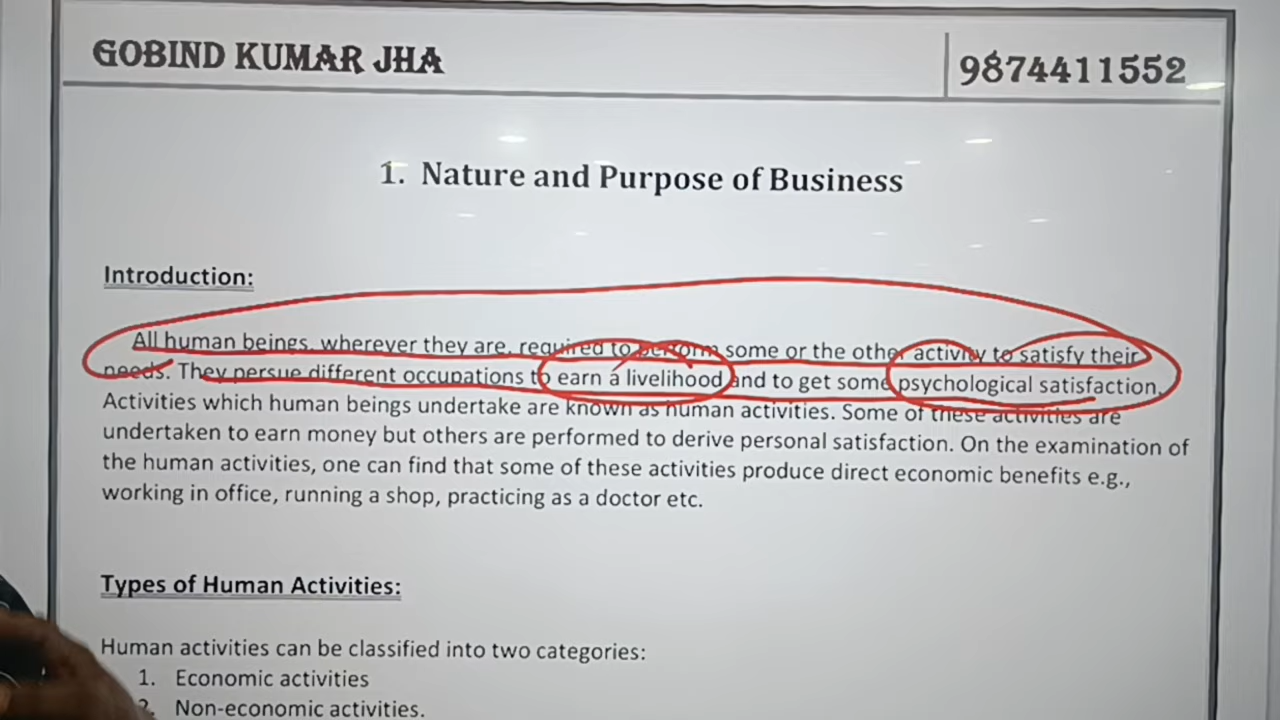 GOBIND KUMAR JHA
9874411552
1. Nature and Purpose of Business
Introduction:
All human beings, wherever they are, required to perform some or the other activity to satisfy their
needs. They persue different occupations to earn a livelihood and to get some psychological satisfaction.
Activities which human beings undertake are known as human activities. Some of these activities are
undertaken to earn money but others are performed to derive personal satisfaction. On the examination of
the human activities, one can find that some of these activities produce direct economic benefits e.g.,
working in office, running a shop, practicing as a doctor etc.
Types of Human Activities:
Human activities can be classified into two categories:
1. Economic activities
2. Non-economic activities.